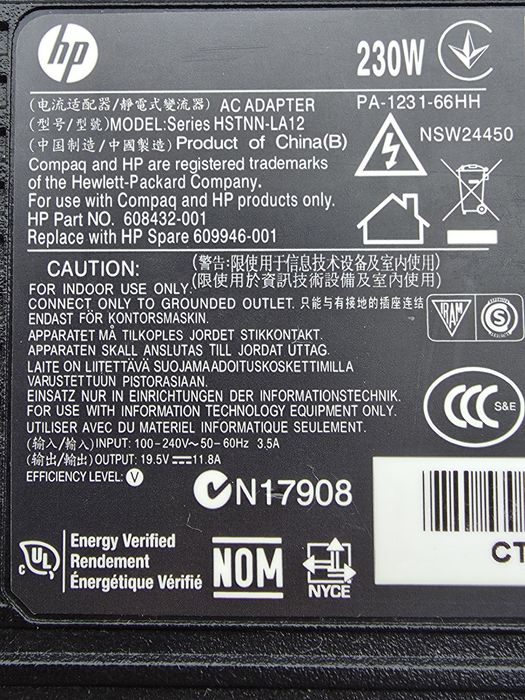 hp
230W
(电流适配器/靜電式變流器) AC ADAPTER
PA-1231-66HH
(型号/型號)MODEL:Series HSTNN-LA12
NSW24450
(中国制造/中國製造) Product of China(B)
Compaq and HP are registered trademarks
of the Hewlett-Packard Company.
For use with Compaq and HP products only.
HP Part NO. 608432-001
Replace with HP Spare 609946-001
CAUTION: (警告:限使用于信息技术设备及室内使用)
FOR INDOOR USE ONLY. (限使用於資訊技術設備及室內使用)
CONNECT ONLY TO GROUNDED OUTLET. 只能与有接地的插座连结
ENDAST FÖR KONTORSMASKIN.
APPARATET MÅ TILKOPLES JORDET STIKKONTAKT.
APPARATEN SKALL ANSLUTAS TILL JORDAT UTTAG.
LAITE ON LIITETTÄVÄ SUOJAMAADOITUSKOSKETTIMILLA
VARUSTETTUUN PISTORASIAAN.
EINSATZ NUR IN EINRICHTUNGEN DER INFORMATIONSTECHNIK.
FOR USE WITH INFORMATION TECHNOLOGY EQUIPMENT ONLY.
UTILISER AVEC DU MATERIEL INFORMATIQUE SEULEMENT.
(输入/輸入)INPUT: 100-240V~50-60Hz 3.5A
(输出/輸出)OUTPUT: 19.5V⎓11.8A
EFFICIENCY LEVEL: V
IRAM
S
CCC S&E
N17908
CT
c UL
Energy Verified
Rendement
Énergétique Vérifié
NOM
NYCE